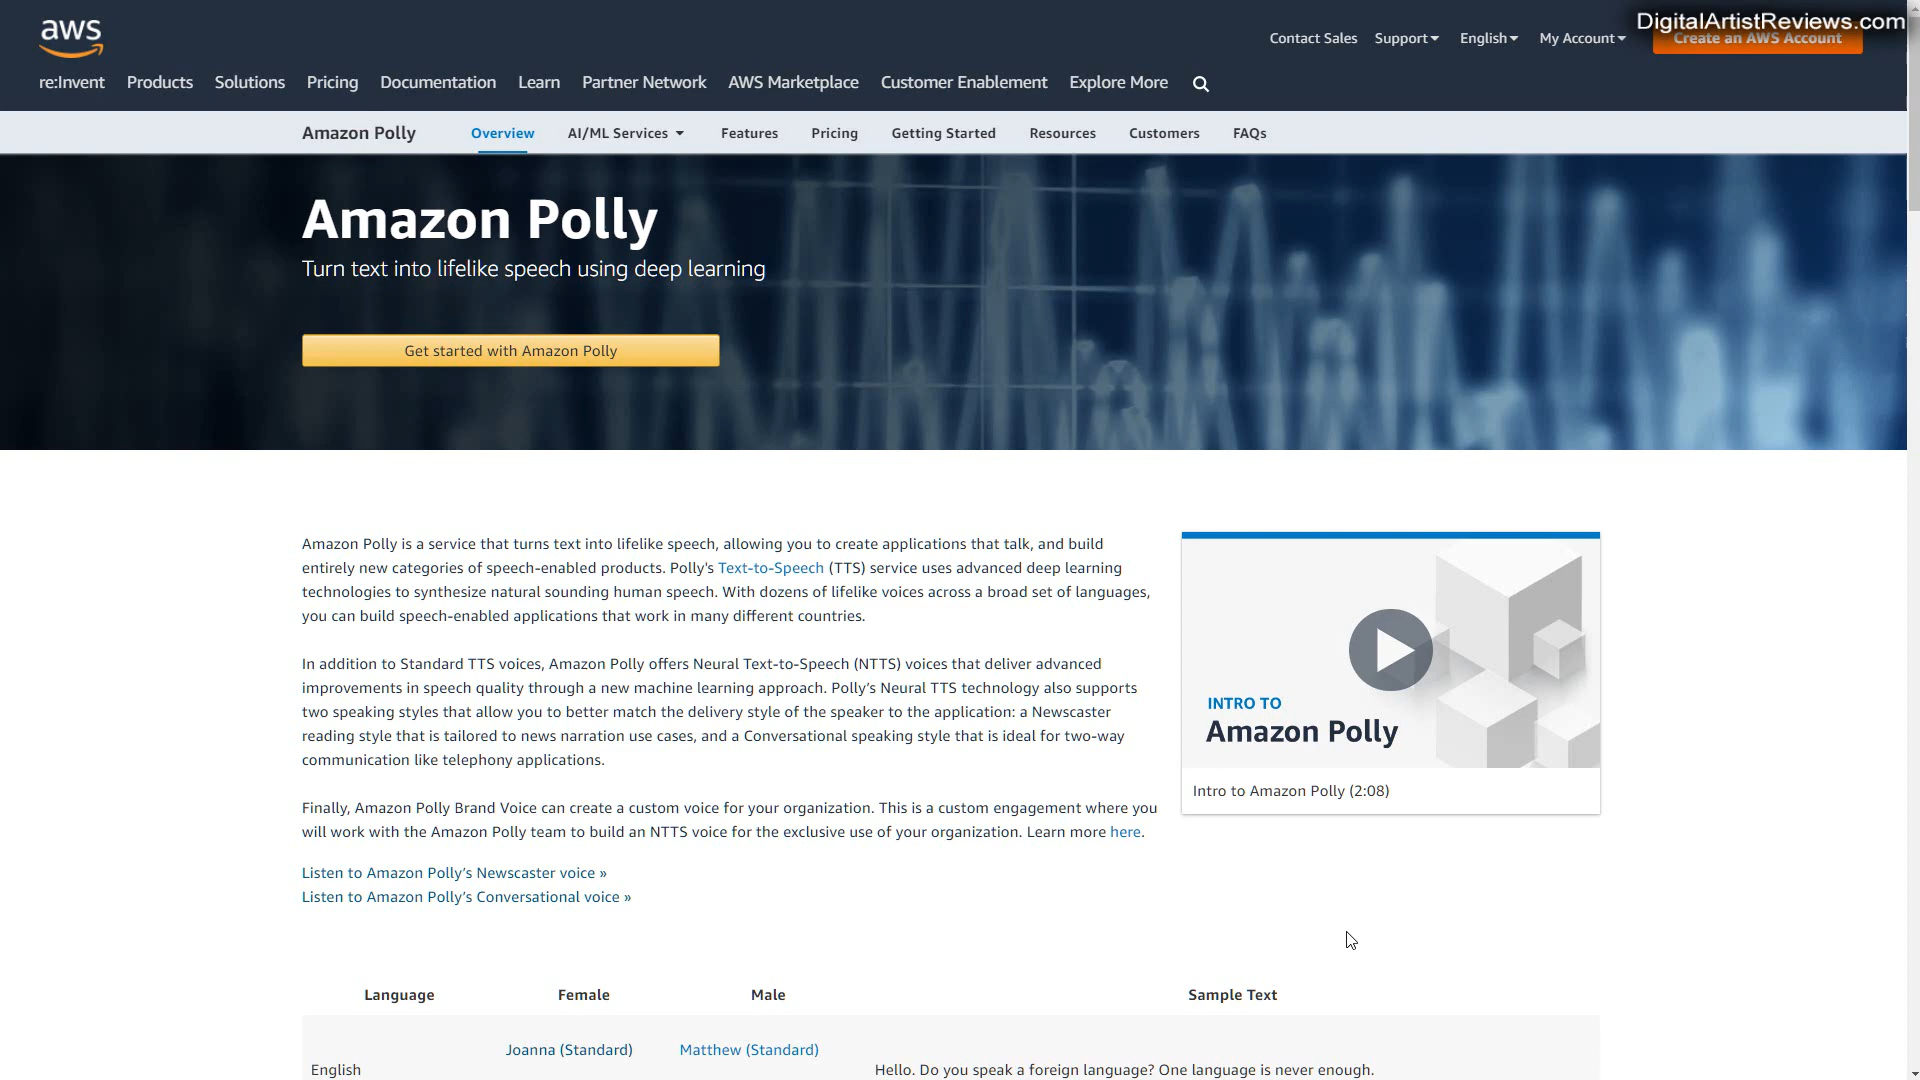 DigitalArtistReviews.com
aws
Contact Sales Support English My Account Create an AWS Account
re:Invent Products Solutions Pricing Documentation Learn Partner Network AWS Marketplace Customer Enablement Explore More
Amazon Polly Overview AI/ML Services Features Pricing Getting Started Resources Customers FAQs
Amazon Polly
Turn text into lifelike speech using deep learning
Get started with Amazon Polly
Amazon Polly is a service that turns text into lifelike speech, allowing you to create applications that talk, and build
entirely new categories of speech-enabled products. Polly's Text-to-Speech (TTS) service uses advanced deep learning
technologies to synthesize natural sounding human speech. With dozens of lifelike voices across a broad set of languages,
you can build speech-enabled applications that work in many different countries.
In addition to Standard TTS voices, Amazon Polly offers Neural Text-to-Speech (NTTS) voices that deliver advanced
improvements in speech quality through a new machine learning approach. Polly’s Neural TTS technology also supports
two speaking styles that allow you to better match the delivery style of the speaker to the application: a Newscaster
reading style that is tailored to news narration use cases, and a Conversational speaking style that is ideal for two-way
communication like telephony applications.
Finally, Amazon Polly Brand Voice can create a custom voice for your organization. This is a custom engagement where you
will work with the Amazon Polly team to build an NTTS voice for the exclusive use of your organization. Learn more here.
Listen to Amazon Polly’s Newscaster voice »
Listen to Amazon Polly’s Conversational voice »
INTRO TO
Amazon Polly
Intro to Amazon Polly (2:08)
Language Female Male Sample Text
Joanna (Standard) Matthew (Standard)
English Hello. Do you speak a foreign language? One language is never enough.